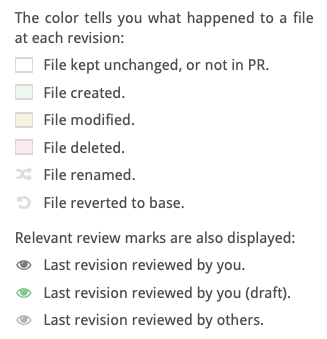 The color tells you what happened to a file
at each revision:
File kept unchanged, or not in PR.
File created.
File modified.
File deleted.
File renamed.
File reverted to base.
Relevant review marks are also displayed:
Last revision reviewed by you.
Last revision reviewed by you (draft).
Last revision reviewed by others.